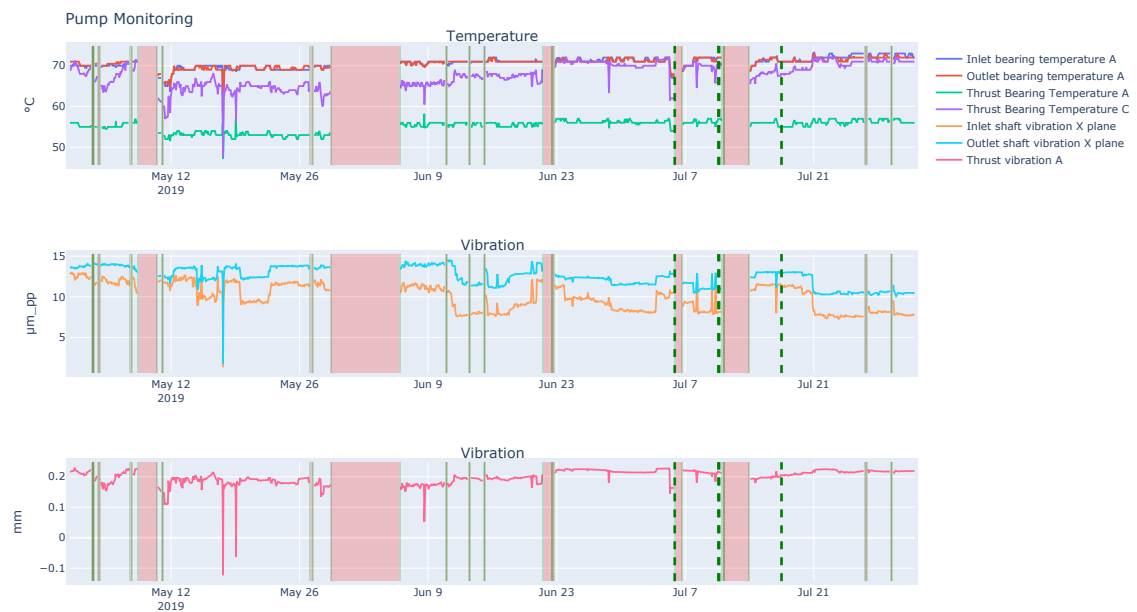 Pump Monitoring
Temperature
°C
70
60
50
May 12
2019
May 26
Jun 9
Jun 23
Jul 7
Jul 21
Inlet bearing temperature A
Outlet bearing temperature A
Thrust Bearing Temperature A
Thrust Bearing Temperature C
Inlet shaft vibration X plane
Outlet shaft vibration X plane
Thrust vibration A
Vibration
μm_pp
15
10
5
May 12
2019
May 26
Jun 9
Jun 23
Jul 7
Jul 21
Vibration
mm
0.2
0.1
0
−0.1
May 12
2019
May 26
Jun 9
Jun 23
Jul 7
Jul 21